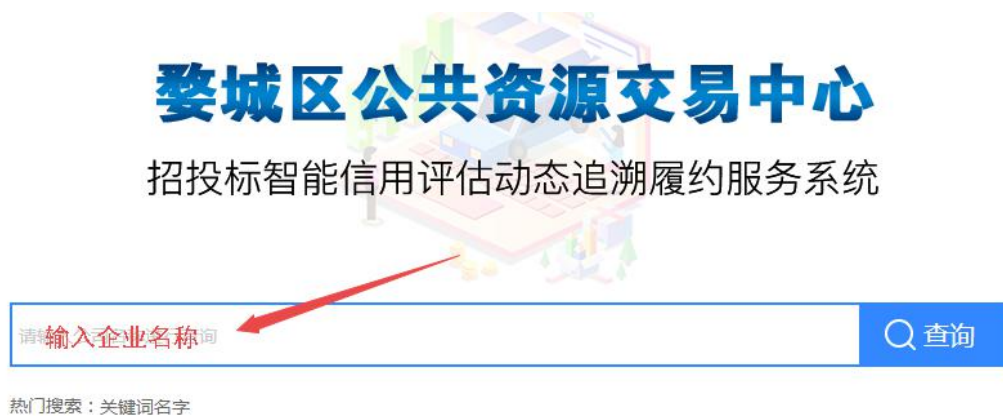 婺城区公共资源交易中心
招投标智能信用评估动态追溯履约服务系统
输入企业名称
查询
热门搜索：关键词名字